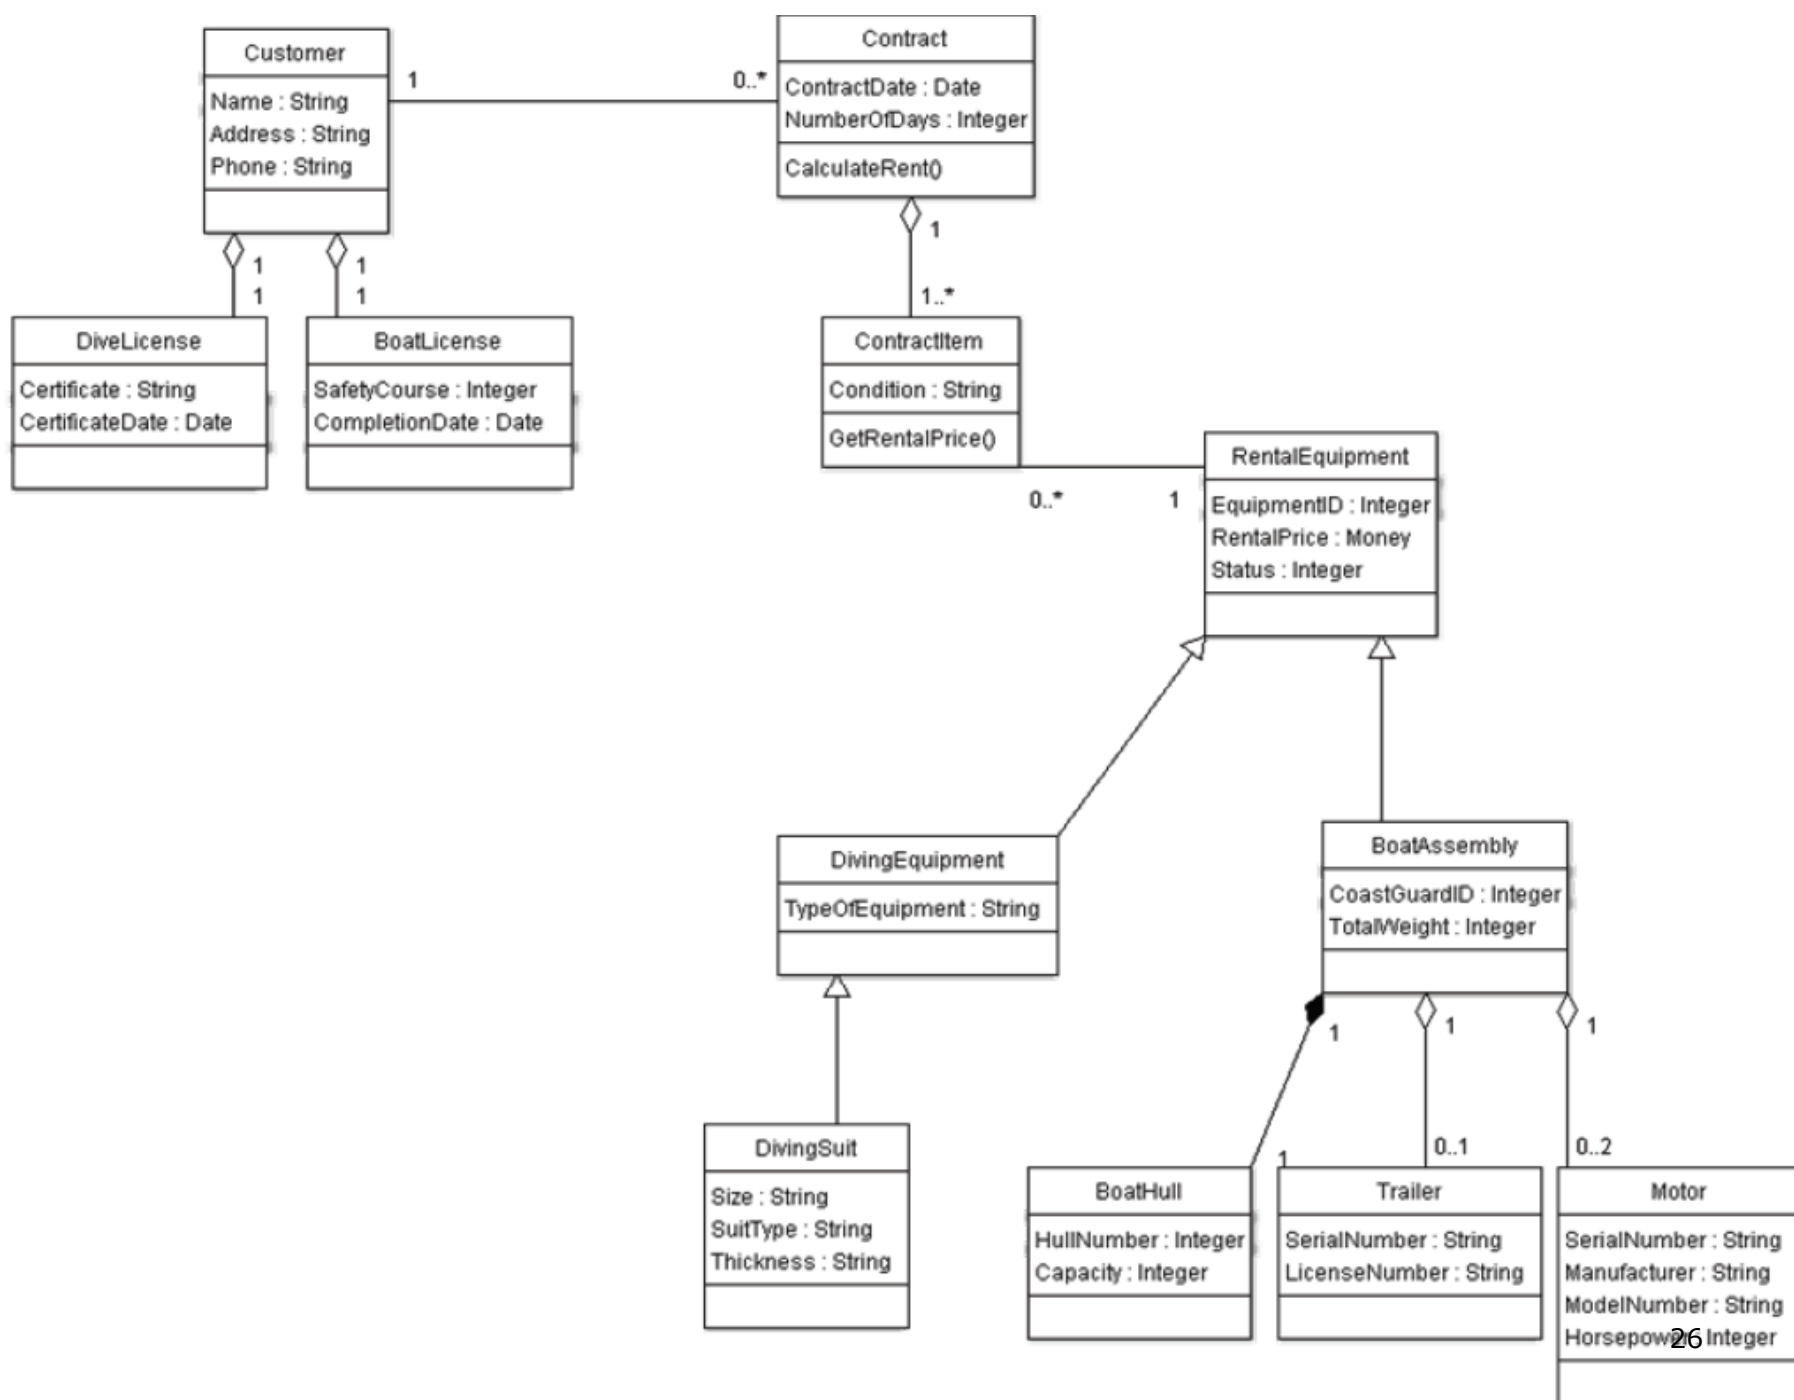 Customer
Name : String
Address : String
Phone : String
1
0..*
Contract
ContractDate : Date
NumberOfDays : Integer
CalculateRent()
1
1
1
1
1
1..*
DiveLicense
Certificate : String
CertificateDate : Date
BoatLicense
SafetyCourse : Integer
CompletionDate : Date
ContractItem
Condition : String
GetRentalPrice()
0..*
1
RentalEquipment
EquipmentID : Integer
RentalPrice : Money
Status : Integer
DivingEquipment
TypeOfEquipment : String
BoatAssembly
CoastGuardID : Integer
TotalWeight : Integer
1
1
1
1
0..1
0..2
DivingSuit
Size : String
SuitType : String
Thickness : String
BoatHull
HullNumber : Integer
Capacity : Integer
Trailer
SerialNumber : String
LicenseNumber : String
Motor
SerialNumber : String
Manufacturer : String
ModelNumber : String
Horsepower : Integer
26